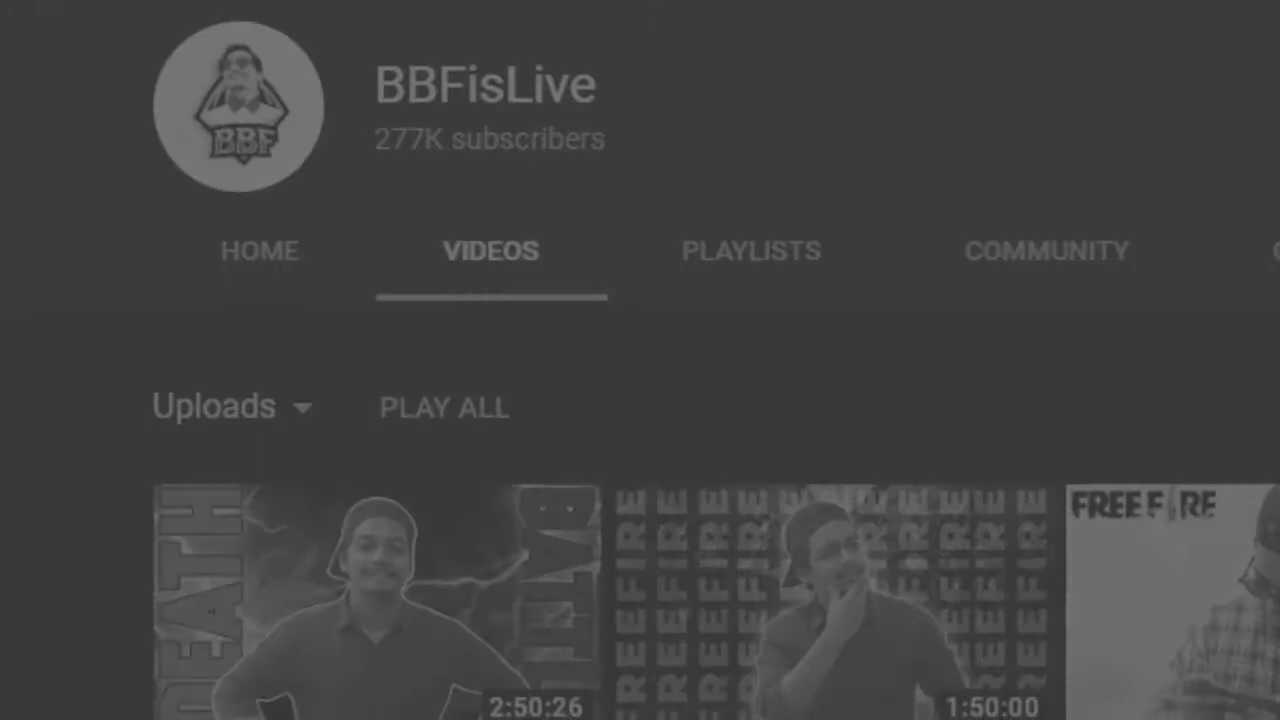 BBF
BBFisLive
277K subscribers
HOME
VIDEOS
PLAYLISTS
COMMUNITY
Uploads
PLAY ALL
DEATH
FREE FIRE
FREE FIRE
2:50:26
1:50:00